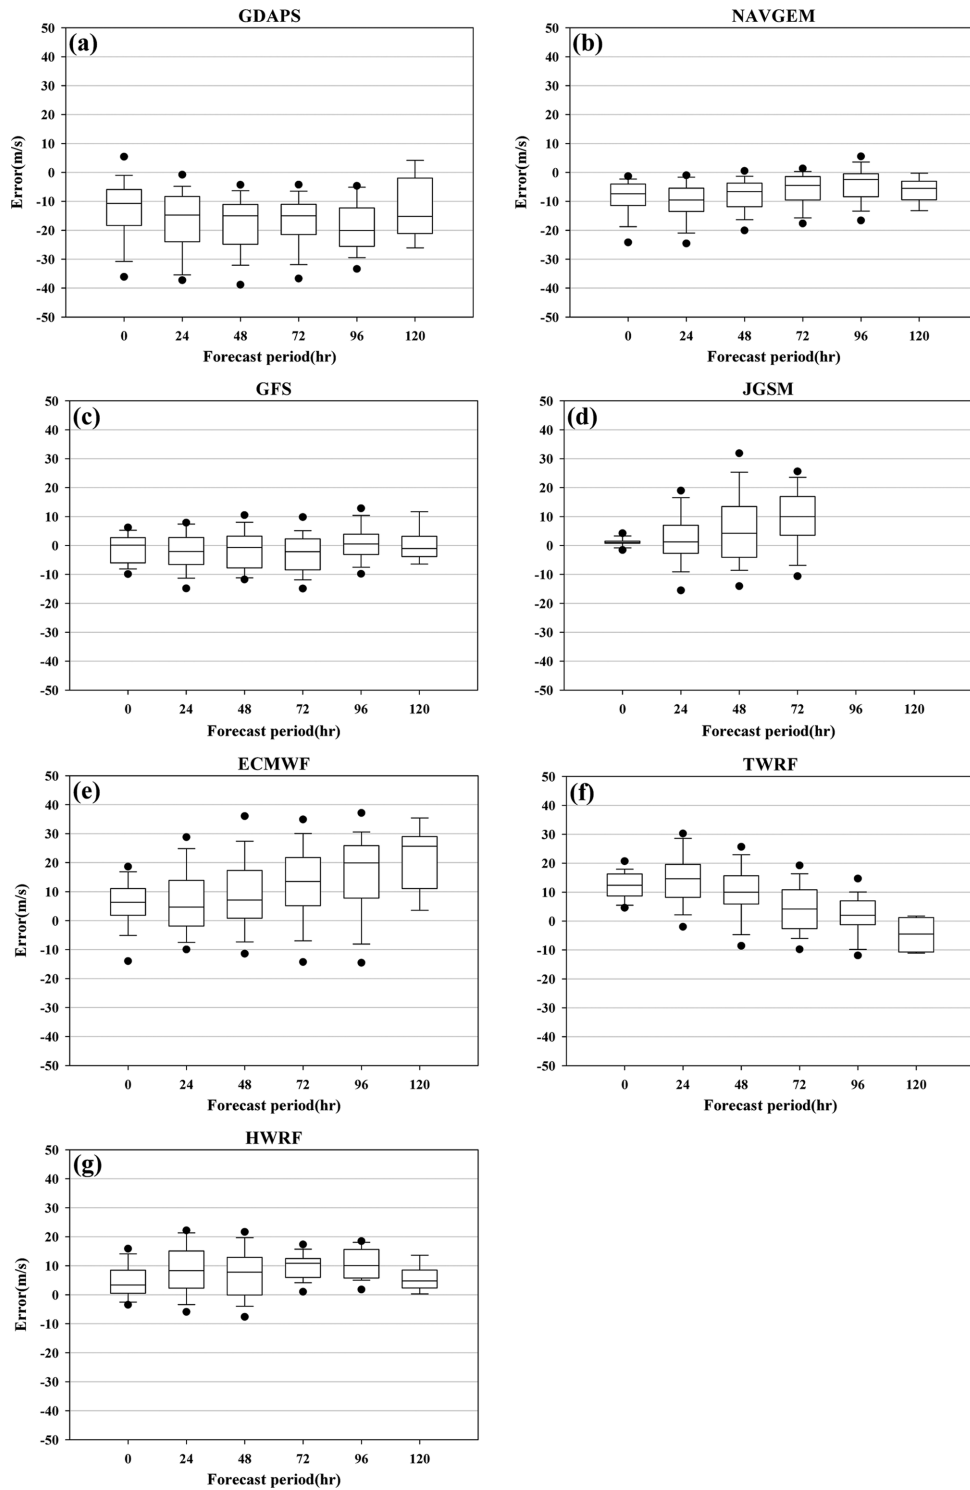 GDAPS
(a)
50
40
30
20
10
0
-10
-20
-30
-40
-50
Error(m/s)
0 24 48 72 96 120
Forecast period(hr)
NAVGEM
(b)
50
40
30
20
10
0
-10
-20
-30
-40
-50
Error(m/s)
0 24 48 72 96 120
Forecast period(hr)
GFS
(c)
50
40
30
20
10
0
-10
-20
-30
-40
-50
Error(m/s)
0 24 48 72 96 120
Forecast period(hr)
JGSM
(d)
50
40
30
20
10
0
-10
-20
-30
-40
-50
Error(m/s)
0 24 48 72 96 120
Forecast period(hr)
ECMWF
(e)
50
40
30
20
10
0
-10
-20
-30
-40
-50
Error(m/s)
0 24 48 72 96 120
Forecast period(hr)
TWRF
(f)
50
40
30
20
10
0
-10
-20
-30
-40
-50
Error(m/s)
0 24 48 72 96 120
Forecast period(hr)
HWRF
(g)
50
40
30
20
10
0
-10
-20
-30
-40
-50
Error(m/s)
0 24 48 72 96 120
Forecast period(hr)